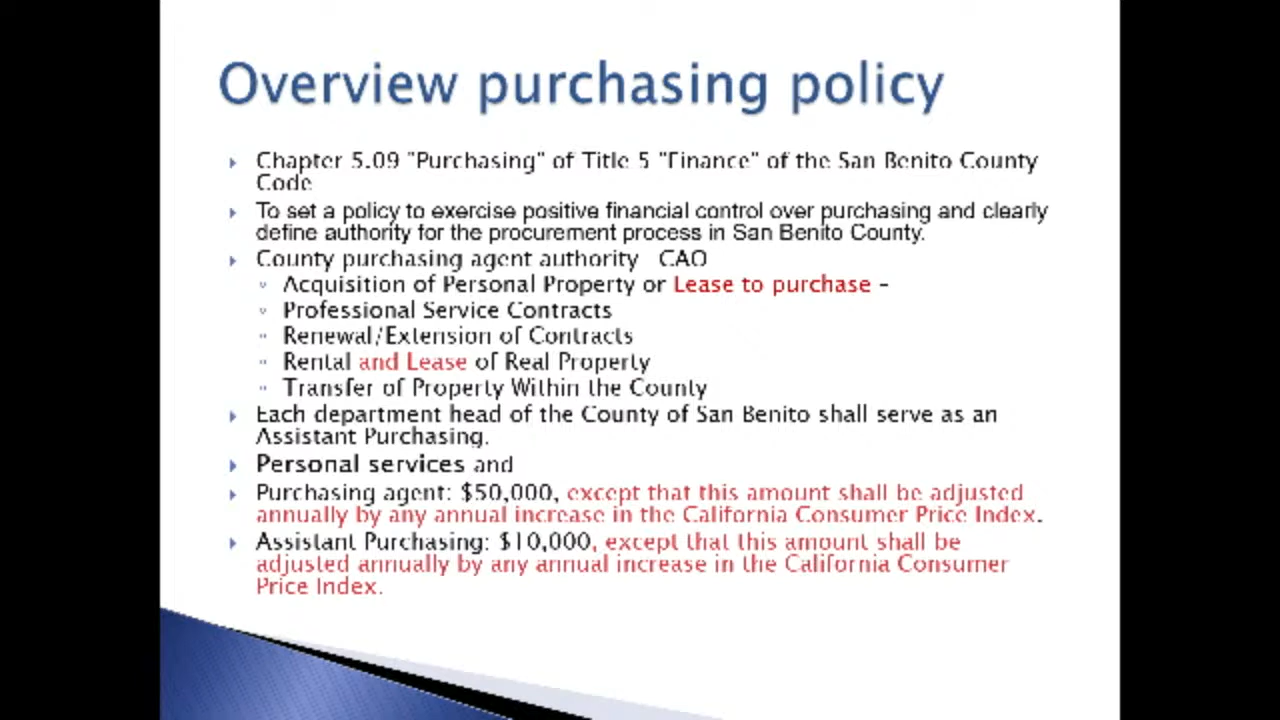 Overview purchasing policy
Chapter 5.09 "Purchasing" of Title 5 "Finance" of the San Benito County
Code
To set a policy to exercise positive financial control over purchasing and clearly
define authority for the procurement process in San Benito County.
County purchasing agent authority CAO
Acquisition of Personal Property or Lease to purchase –
Professional Service Contracts
Renewal/Extension of Contracts
Rental and Lease of Real Property
Transfer of Property Within the County
Each department head of the County of San Benito shall serve as an
Assistant Purchasing.
Personal services and
Purchasing agent: $50,000, except that this amount shall be adjusted
annually by any annual increase in the California Consumer Price Index.
Assistant Purchasing: $10,000, except that this amount shall be
adjusted annually by any annual increase in the California Consumer
Price Index.